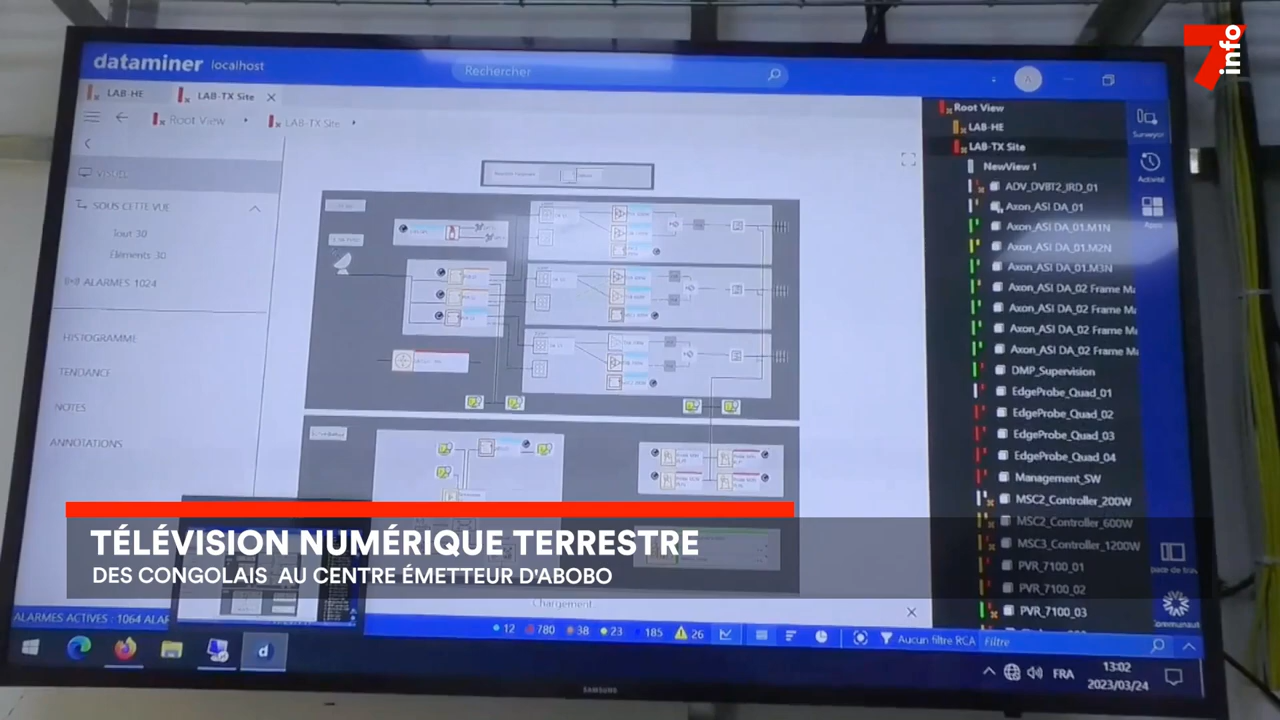 7
info
dataminer localhost
Rechercher
A
LAB-HE
LAB-TX Site
Root View
LAB-TX Site
VISUEL
SOUS CETTE VUE
Tout 30
Éléments 30
ALARMES 1024
HISTOGRAMME
TENDANCE
NOTES
ANNOTATIONS
Root View
LAB-HE
LAB-TX Site
NewView 1
ADV_DVBT2_IRD_01
Axon_ASI DA_01
Axon_ASI DA_01.M1N
Axon_ASI DA_01.M2N
Axon_ASI DA_01.M3N
Axon_ASI DA_02 Frame Ma
Axon_ASI DA_02 Frame Ma
Axon_ASI DA_02 Frame Ma
Axon_ASI DA_02 Frame Ma
DMP_Supervision
EdgeProbe_Quad_01
EdgeProbe_Quad_02
EdgeProbe_Quad_03
EdgeProbe_Quad_04
Management_SW
MSC2_Controller_200W
MSC2_Controller_600W
MSC3_Controller_1200W
PVR_7100_01
PVR_7100_02
PVR_7100_03
Surveyor
Activité
Apps
TÉLÉVISION NUMÉRIQUE TERRESTRE
DES CONGOLAIS AU CENTRE ÉMETTEUR D'ABOBO
Chargement.
ALARMES ACTIVES : 1064 ALAR
12 780 38 23 185 26
Aucun filtre RCA
Filtre
FRA
13:02
2023/03/24
SAMSUNG